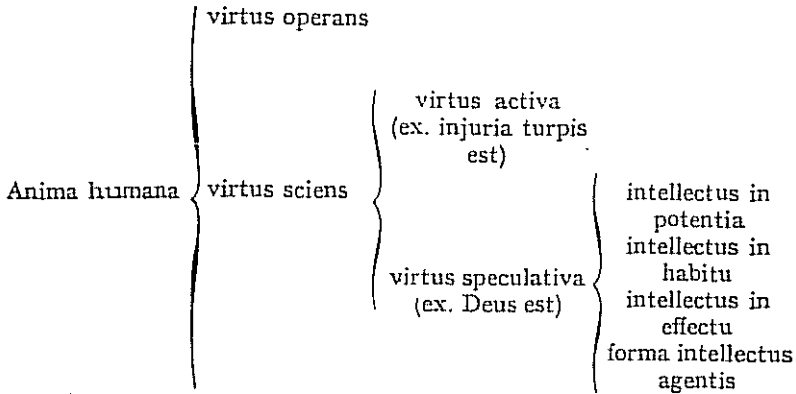 virtus operans
virtus activa
(ex. injuria turpis
est)
Anima humana
virtus sciens
intellectus in
potentia
intellectus in
habitu
virtus speculativa
(ex. Deus est)
intellectus in
effectu
forma intellectus
agentis